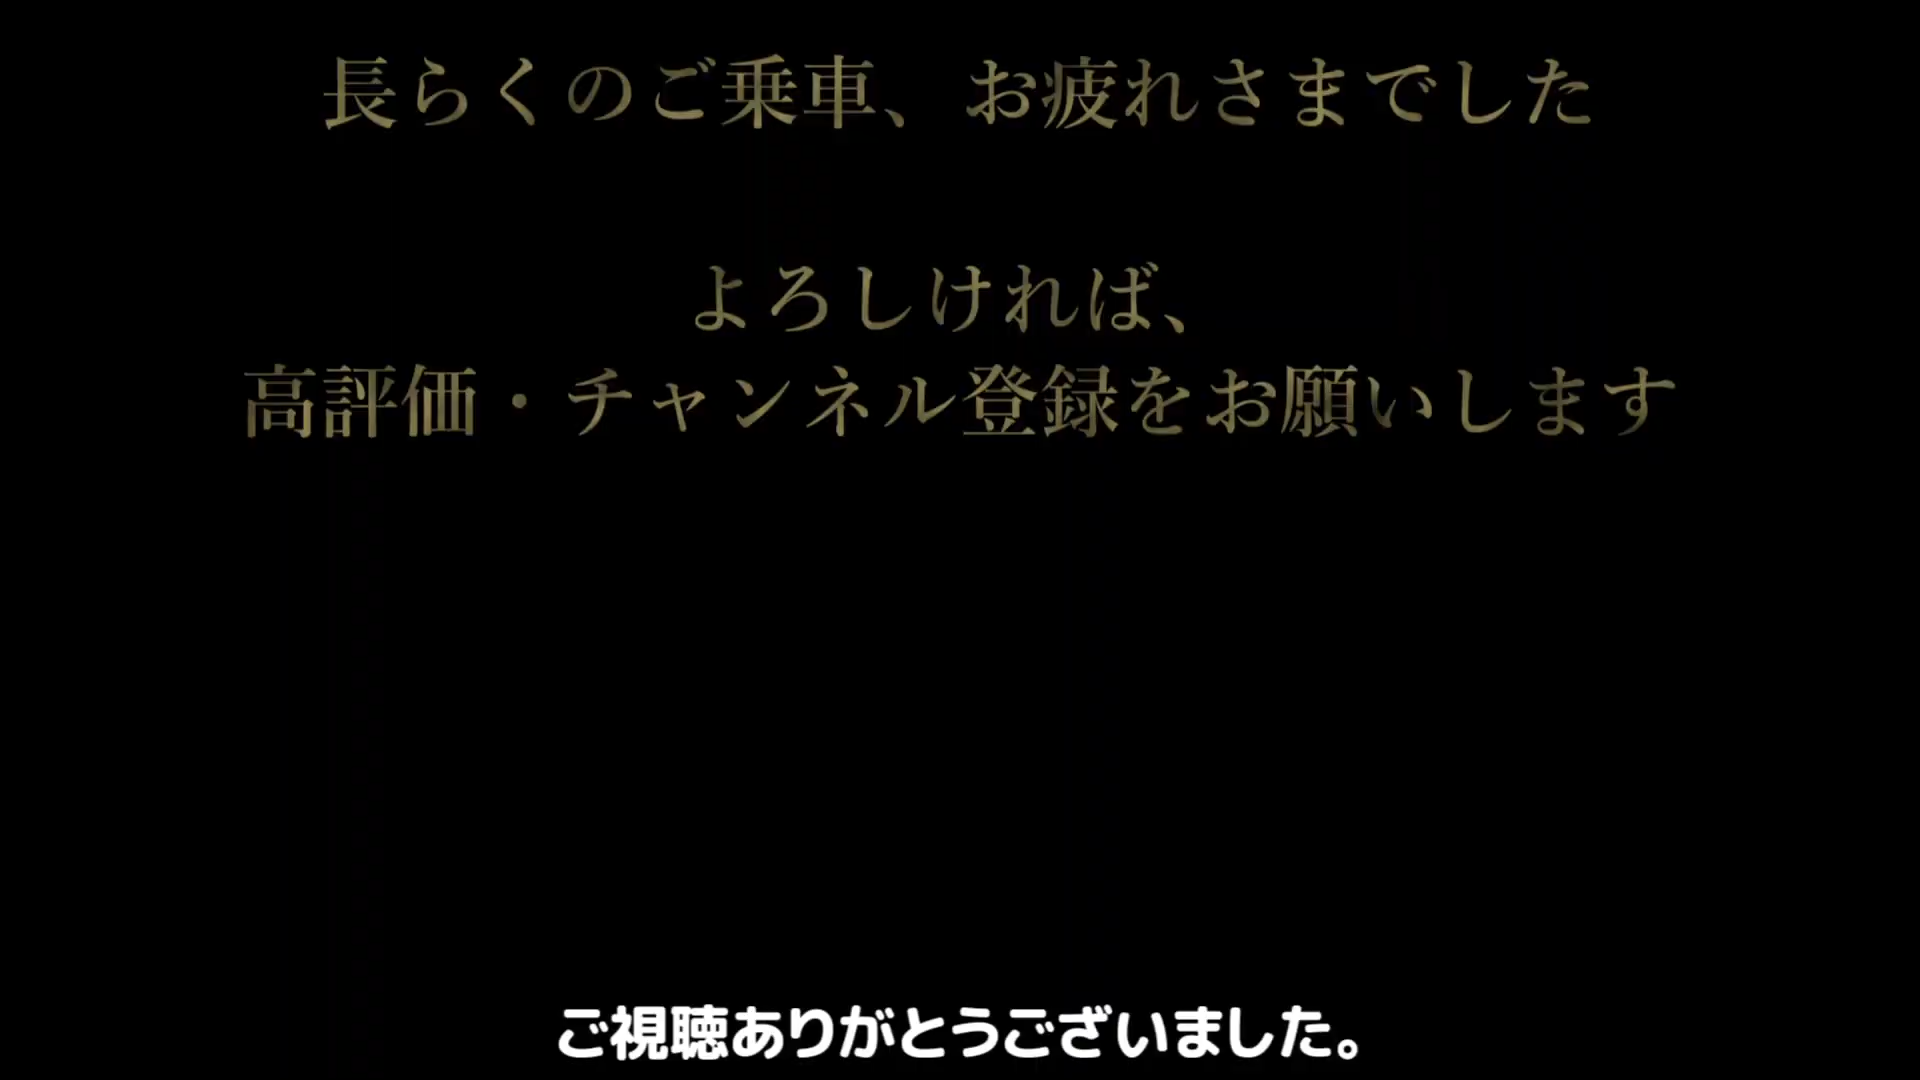 長らくのご乗車、お疲れさまでした
よろしければ、
高評価・チャンネル登録をお願いします
ご視聴ありがとうございました。